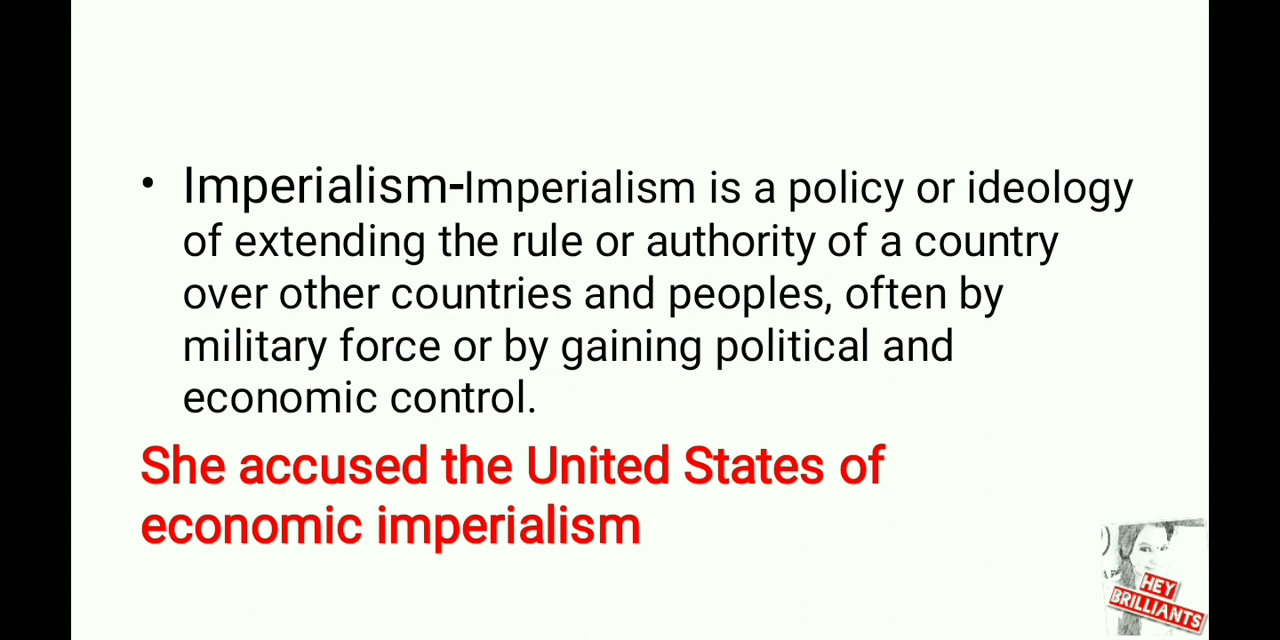 • Imperialism-Imperialism is a policy or ideology
of extending the rule or authority of a country
over other countries and peoples, often by
military force or by gaining political and
economic control.
She accused the United States of
economic imperialism
HEY
BRILLIANTS